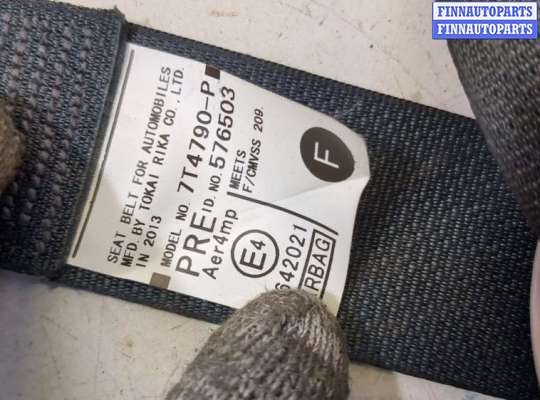 FINNAUTOPARTS
FINNAUTOPARTS
SEAT BELT FOR AUTOMOBILES
MFD. BY TOKAI RIKA CO., LTD.
IN 2013
MODEL NO. 7T4790-P
PRE ID. NO. 576503
Aer4mp
MEETS
F/CMVSS 209.
F
E4
642021
RBAG